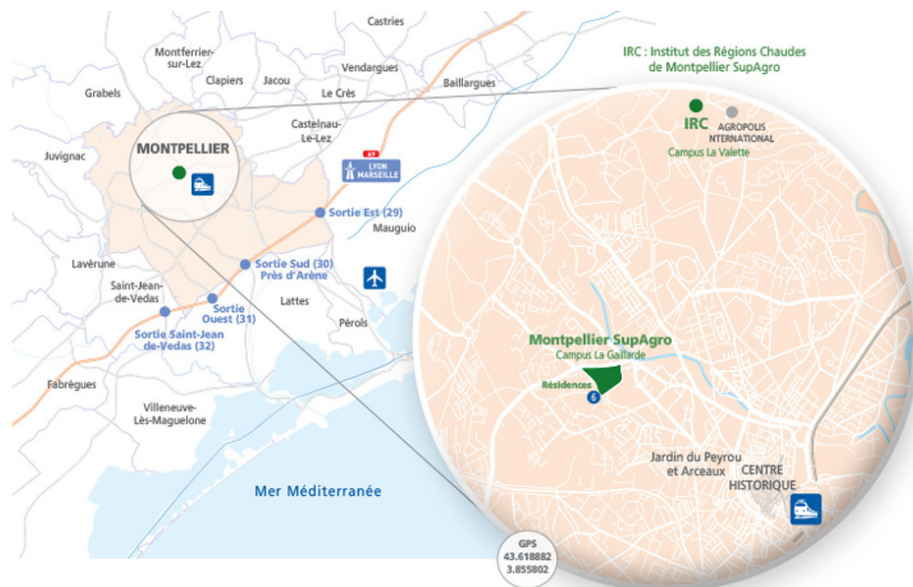 Castries
Montferrier-
sur-Lez
Vendargues
Clapiers
Jacou
Le Crès
Baillargues
Grabels
Castelnau-
Le-Lez
Juvignac
MONTPELLIER
A9
LYON
MARSEILLE
Sortie Est (29)
Mauguio
Lavérune
Sortie Sud (30)
Près d'Arène
Saint-Jean-
de-Vedas
Lattes
Sortie
Ouest (31)
Pérols
Sortie Saint-Jean
de-Vedas (32)
Fabrègues
Villeneuve-
Lès-Maguelone
Mer Méditerranée
IRC : Institut des Régions Chaudes
de Montpellier SupAgro
IRC
AGROPOLIS
NTERNATIONAL
Campus La Valette
Montpellier SupAgro
Campus La Gaillarde
Résidences
6
Jardin du Peyrou
et Arceaux
CENTRE
HISTORIQUE
GPS
43.618882
3.855802